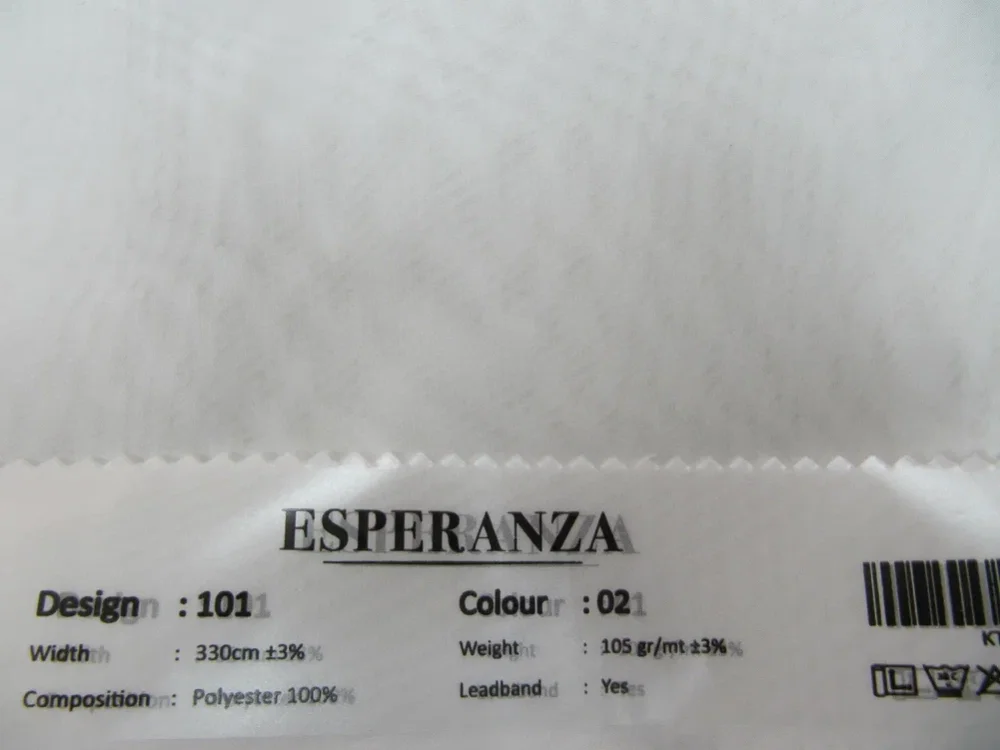 ESPERANZA
Design : 101 Colour : 02
Width : 330cm ±3% Weight : 105 gr/mt ±3%
Composition : Polyester 100% Leadband : Yes